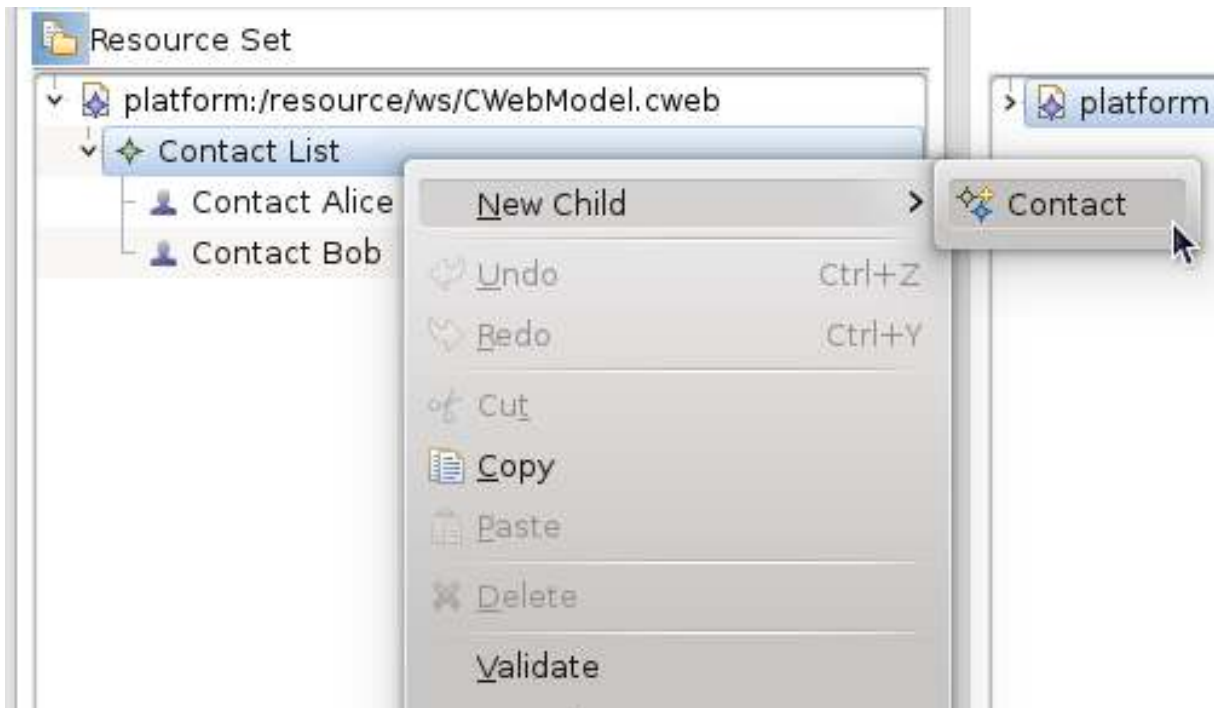 Resource Set
platform:/resource/ws/CWebModel.cweb
platform
Contact List
Contact Alice
New Child
Contact
Contact Bob
Undo Ctrl+Z
Redo Ctrl+Y
Cut
Copy
Paste
Delete
Validate